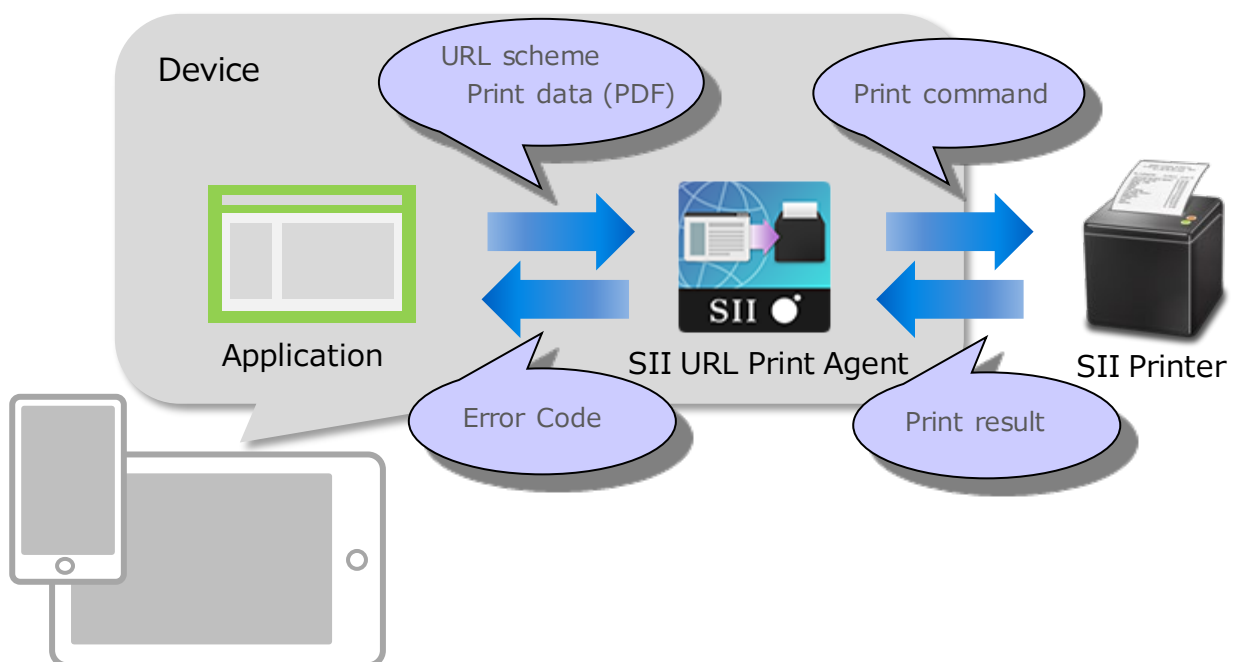 Device
URL scheme
Print data (PDF)
Print command
SII
Application
SII URL Print Agent
SII Printer
Error Code
Print result